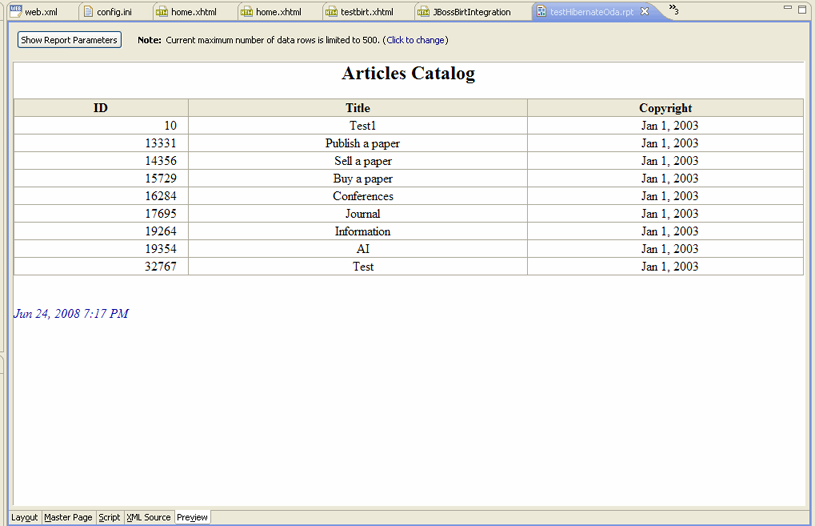 web.xml config.ini home.xhtml home.xhtml testbirt.xhtml JBossBirtIntegration testHibernateOda.rpt 3
Show Report Parameters Note: Current maximum number of data rows is limited to 500. (Click to change)
Articles Catalog
ID Title Copyright
10 Test1 Jan 1, 2003
13331 Publish a paper Jan 1, 2003
14356 Sell a paper Jan 1, 2003
15729 Buy a paper Jan 1, 2003
16284 Conferences Jan 1, 2003
17695 Journal Jan 1, 2003
19264 Information Jan 1, 2003
19354 AI Jan 1, 2003
32767 Test Jan 1, 2003
Jun 24, 2008 7:17 PM
Layout Master Page Script XML Source Preview